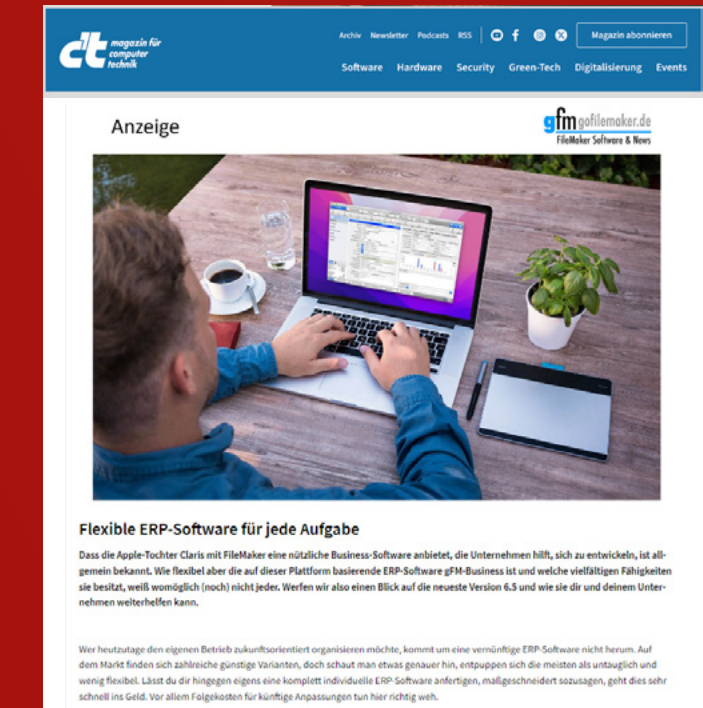 c't magazin für
computer
technik
Archiv Newsletter Podcasts RSS Magazin abonnieren
Software Hardware Security Green-Tech Digitalisierung Events
Anzeige
gfm gofilemaker.de
FileMaker Software & News
Flexible ERP-Software für jede Aufgabe
Dass die Apple-Tochter Claris mit FileMaker eine nützliche Business-Software anbietet, die Unternehmen hilft, sich zu entwickeln, ist all-
gemein bekannt. Wie flexibel aber die auf dieser Plattform basierende ERP-Software gFM-Business ist und welche vielfältigen Fähigkeiten
sie besitzt, weiß womöglich (noch) nicht jeder. Werfen wir also einen Blick auf die neueste Version 6.5 und wie sie dir und deinem Unter-
nehmen weiterhelfen kann.
Wer heutzutage den eigenen Betrieb zukunftsorientiert organisieren möchte, kommt um eine vernünftige ERP-Software nicht herum. Auf
dem Markt finden sich zahlreiche günstige Varianten, doch schaut man etwas genauer hin, entpuppen sich die meisten als untauglich und
wenig flexibel. Lässt du dir hingegen eigens eine komplett individuelle ERP-Software anfertigen, maßgeschneidert sozusagen, geht dies sehr
schnell ins Geld. Vor allem Folgekosten für künftige Anpassungen tun hier richtig weh.